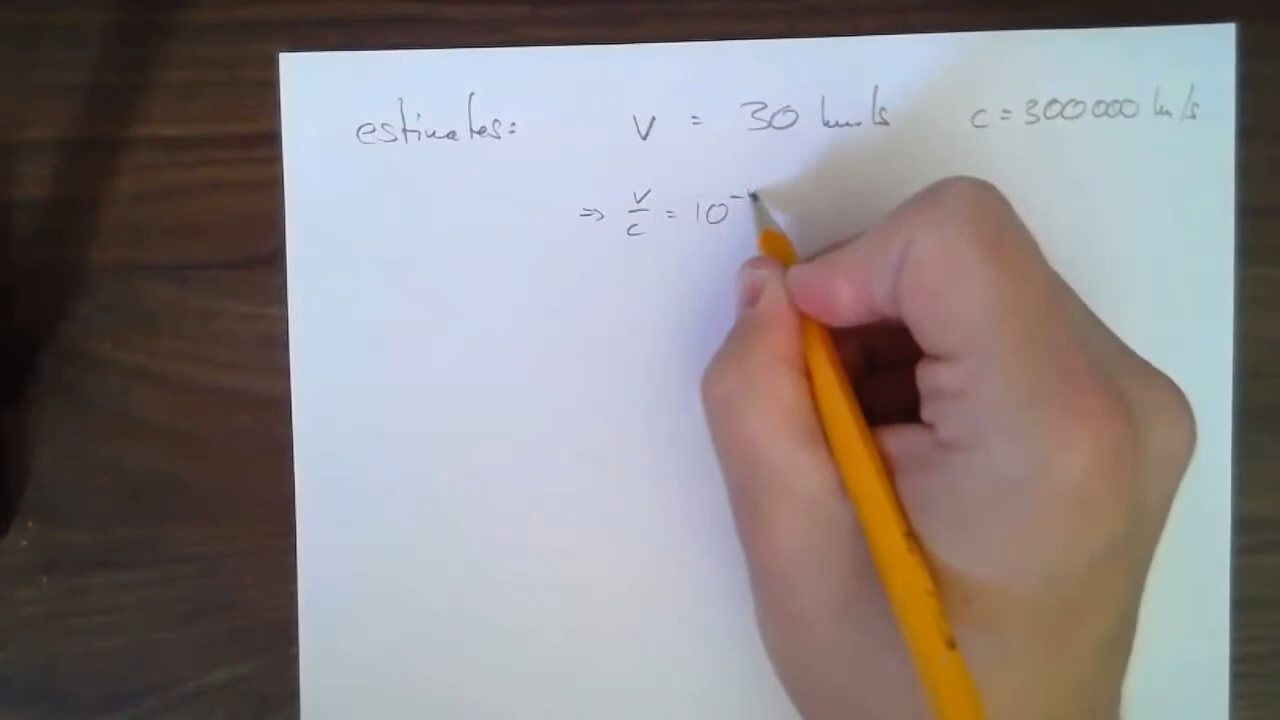 estimates: v = 30 km/s c = 300 000 km/s
⇒ v/c = 10⁻